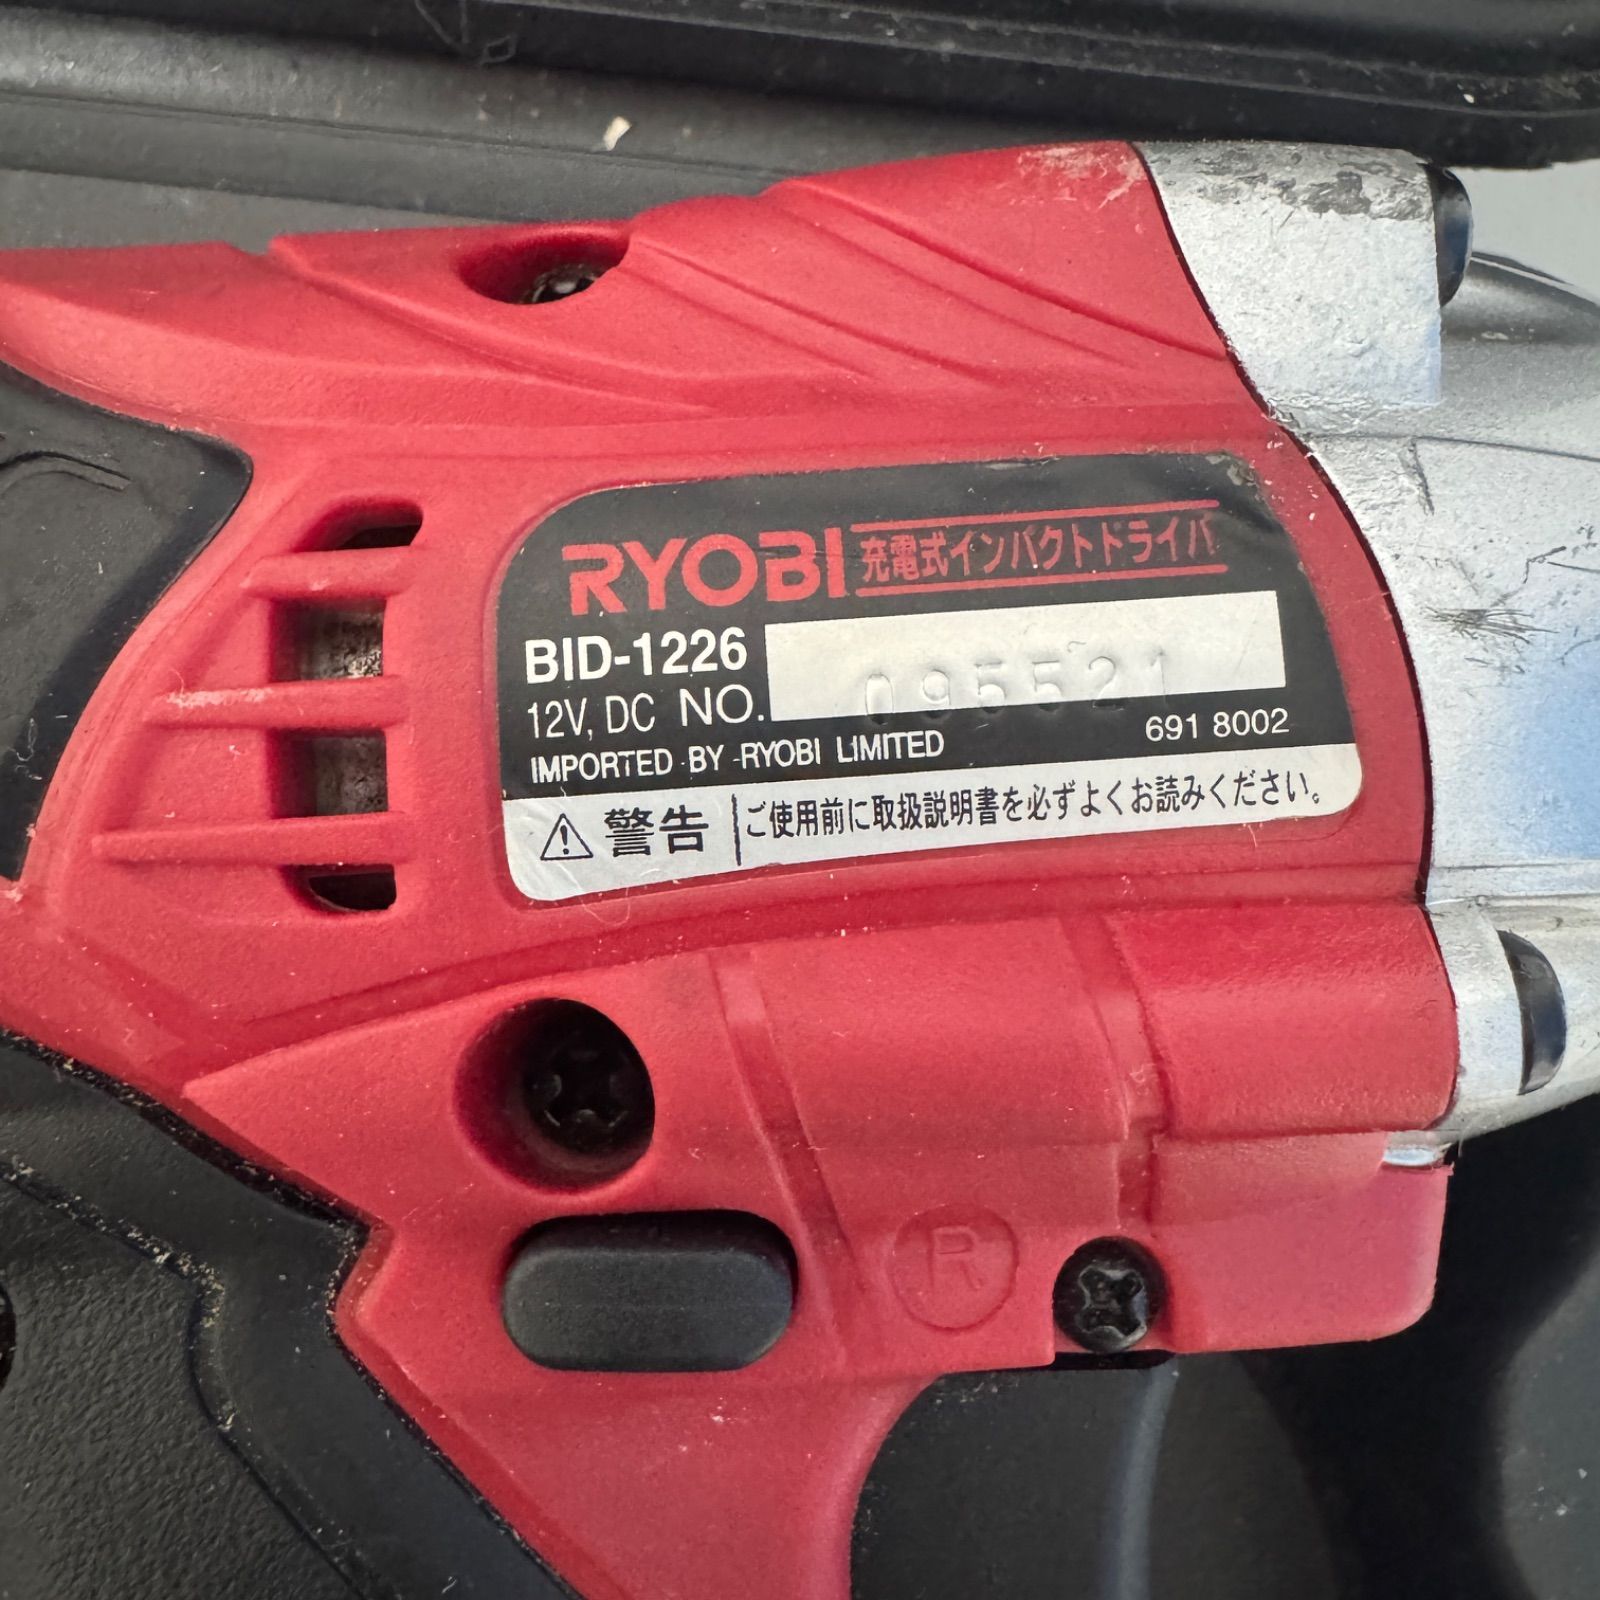 RYOBI 充電式インパクトドライバ
BID-1226
12V, DC NO. 095521
IMPORTED BY RYOBI LIMITED 691 8002
⚠ 警告 ご使用前に取扱説明書を必ずよくお読みください。
R